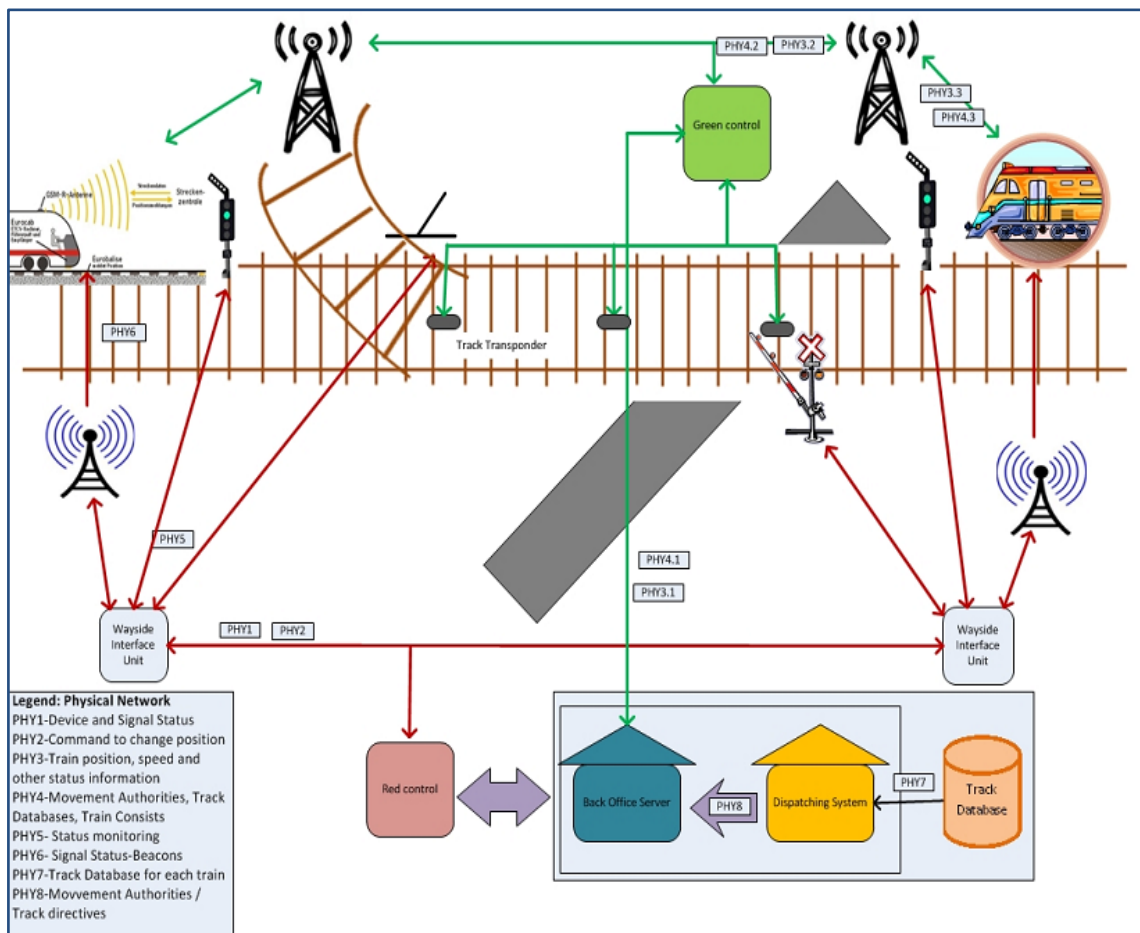 PHY4.2
PHY3.2
PHY3.3
PHY4.3
Green control
GSM-R-Antenne
Streckendaten
Positionsmeldungen
Strecken-
zentrale
Eurocab
Eurobalise
PHY6
Track Transponder
PHY5
PHY4.1
PHY3.1
Wayside
Interface
Unit
PHY1
PHY2
Wayside
Interface
Unit
Legend: Physical Network
PHY1-Device and Signal Status
PHY2-Command to change position
PHY3-Train position, speed and
other status information
PHY4-Movement Authorities, Track
Databases, Train Consists
PHY5- Status monitoring
PHY6- Signal Status-Beacons
PHY7-Track Database for each train
PHY8-Movvement Authorities /
Track directives
Red control
Back Office Server
PHY8
Dispatching System
PHY7
Track
Database